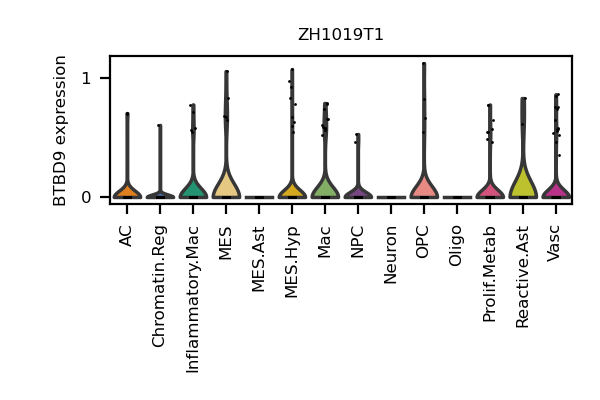 ZH1019T1
BTBD9 expression
1
0
AC
Chromatin.Reg
Inflammatory.Mac
MES
MES.Ast
MES.Hyp
Mac
NPC
Neuron
OPC
Oligo
Prolif.Metab
Reactive.Ast
Vasc